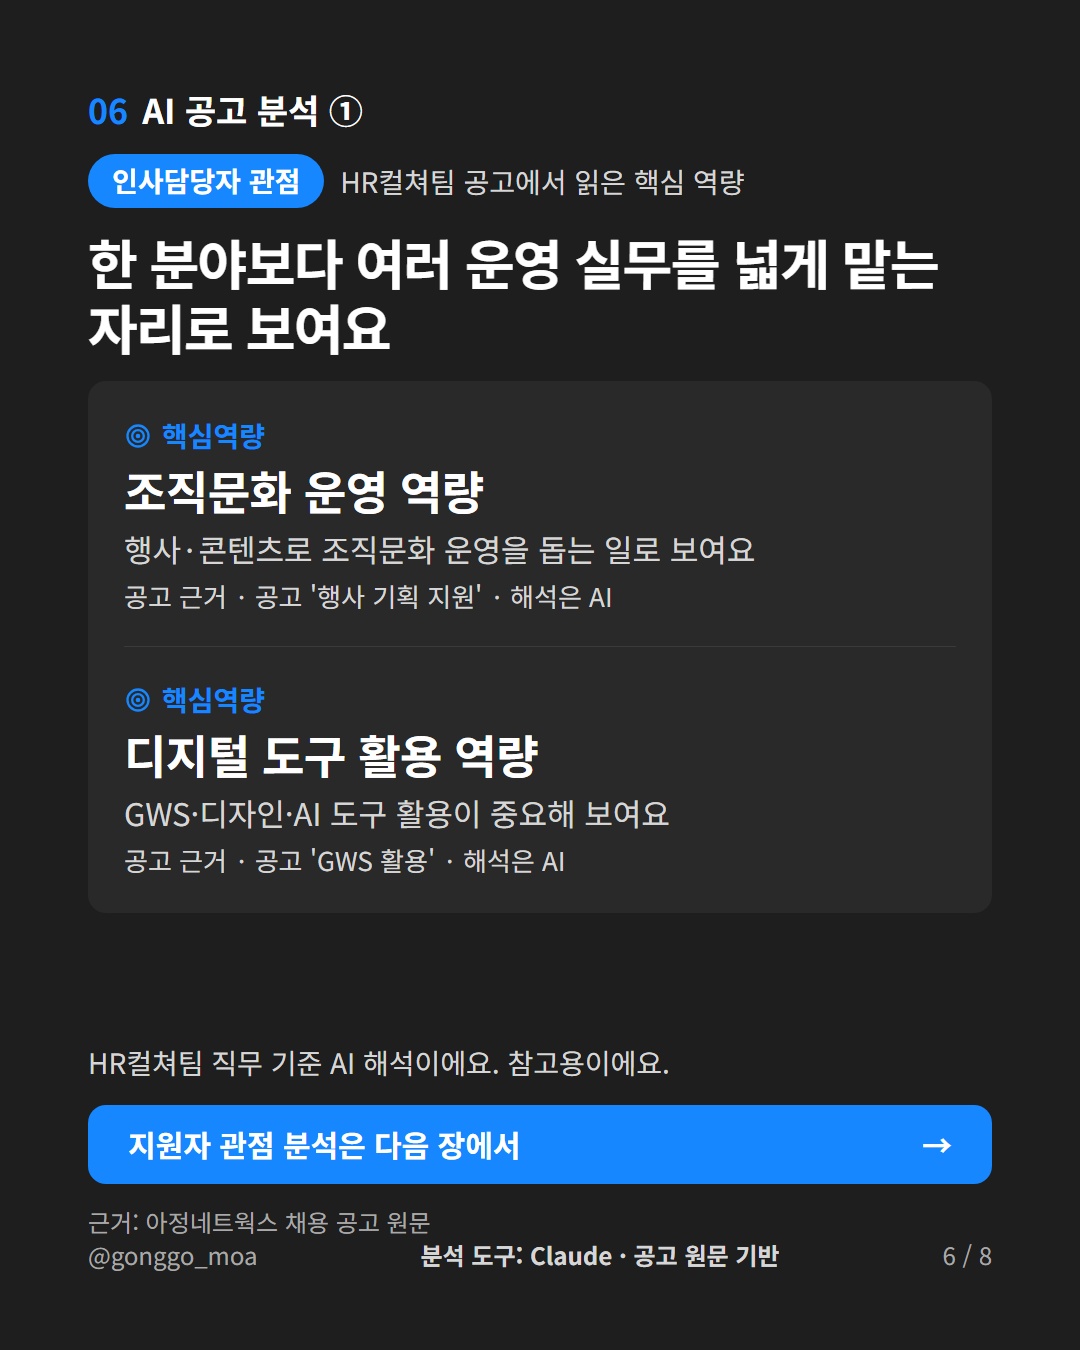 06 AI 공고 분석 ①
인사담당자 관점 HR컬쳐팀 공고에서 읽은 핵심 역량
한 분야보다 여러 운영 실무를 넓게 맡는
자리로 보여요
핵심역량
조직문화 운영 역량
행사·콘텐츠로 조직문화 운영을 돕는 일로 보여요
공고 근거 · 공고 '행사 기획 지원' · 해석은 AI
핵심역량
디지털 도구 활용 역량
GWS·디자인·AI 도구 활용이 중요해 보여요
공고 근거 · 공고 'GWS 활용' · 해석은 AI
HR컬쳐팀 직무 기준 AI 해석이에요. 참고용이에요.
지원자 관점 분석은 다음 장에서 →
근거: 아정네트웍스 채용 공고 원문
@gonggo_moa 분석 도구: Claude · 공고 원문 기반 6 / 8